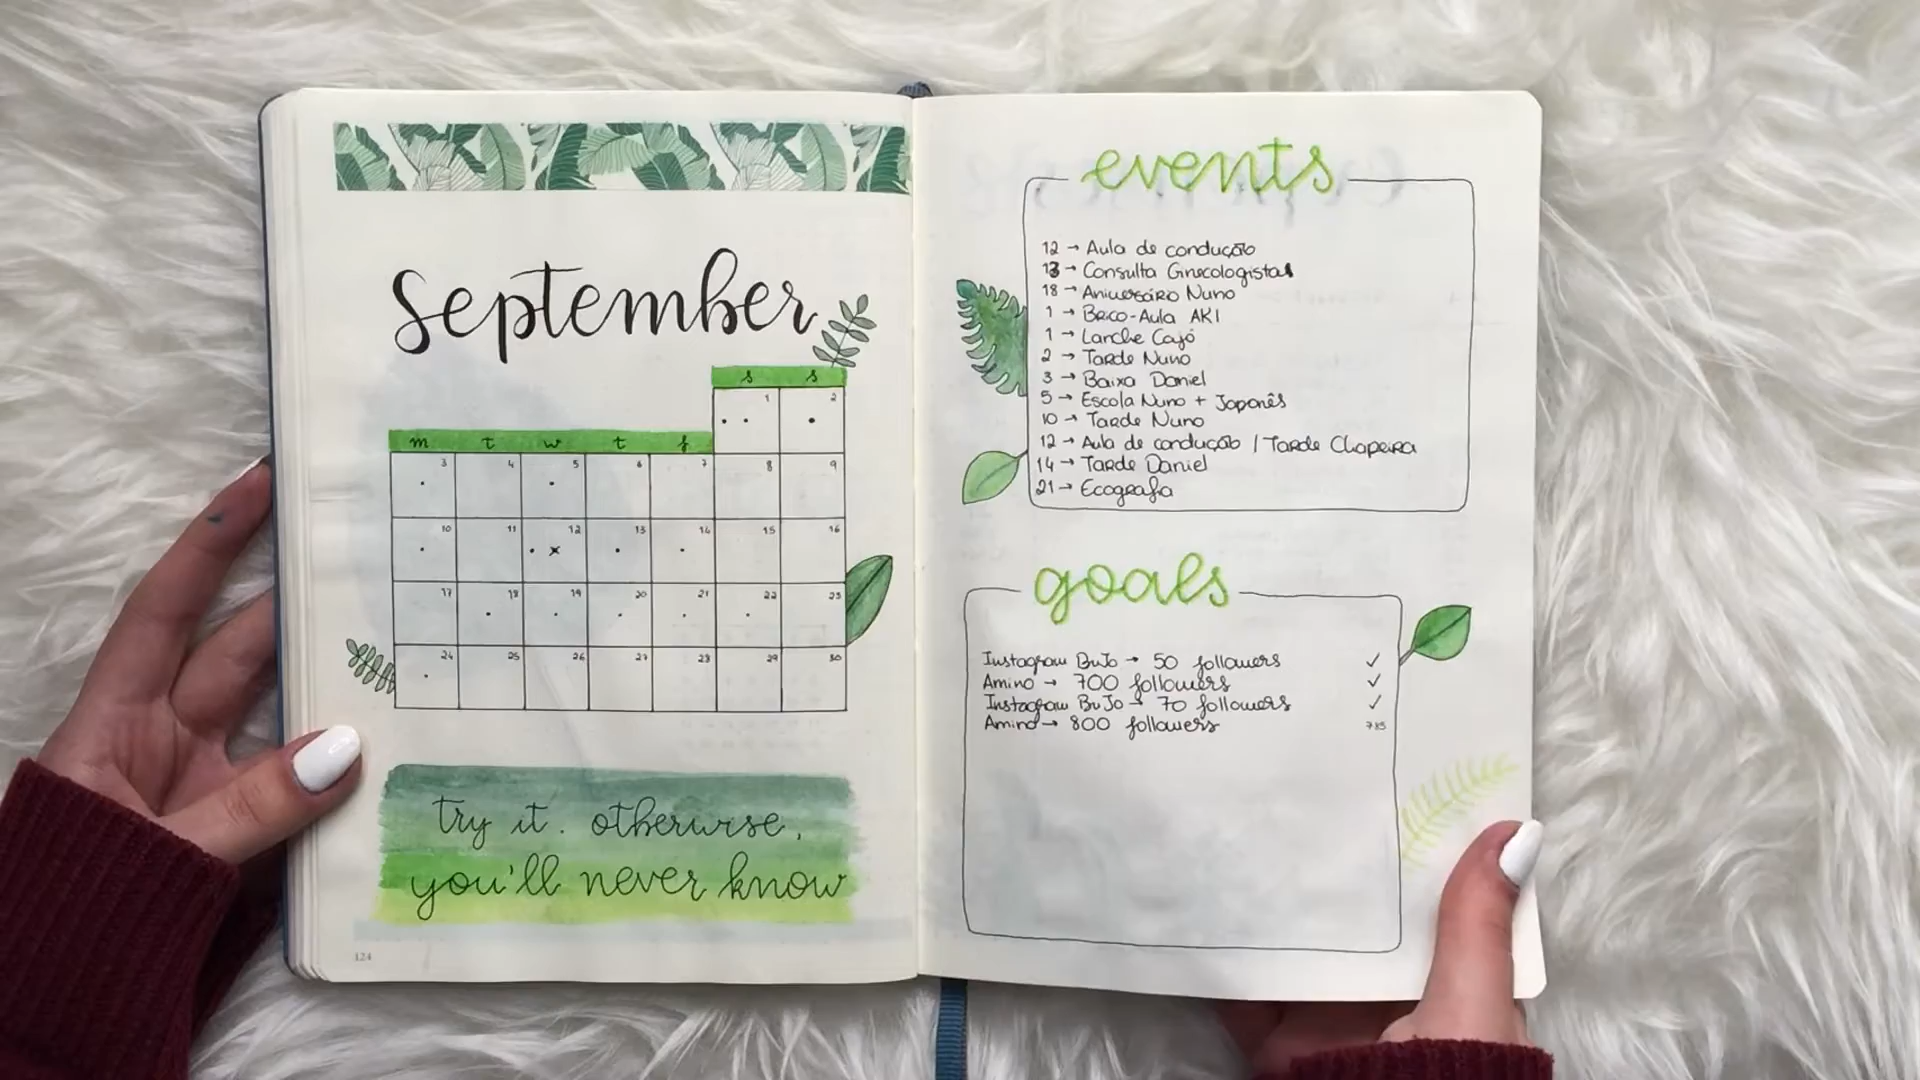 September
s s
1 2
m t w t f
3 4 5 6 7 8 9
10 11 12 13 14 15 16
17 18 19 20 21 22 23
24 25 26 27 28 29 30
try it. otherwise,
you'll never know
124
events
12 → Aula de condução
13 → Consulta Ginecologista
18 → Aniversário Nuno
1 → Brico-Aula AKI
1 → Lanche Cajó
2 → Tarde Nuno
3 → Baixa Daniel
5 → Escola Nuno + Japonês
10 → Tarde Nuno
12 → Aula de condução / Tarde Chapeira
14 → Tarde Daniel
21 → Ecografia
goals
Instagram BuJo → 50 followers ✓
Amino → 700 followers ✓
Instagram BuJo → 70 followers ✓
Amino → 800 followers 785